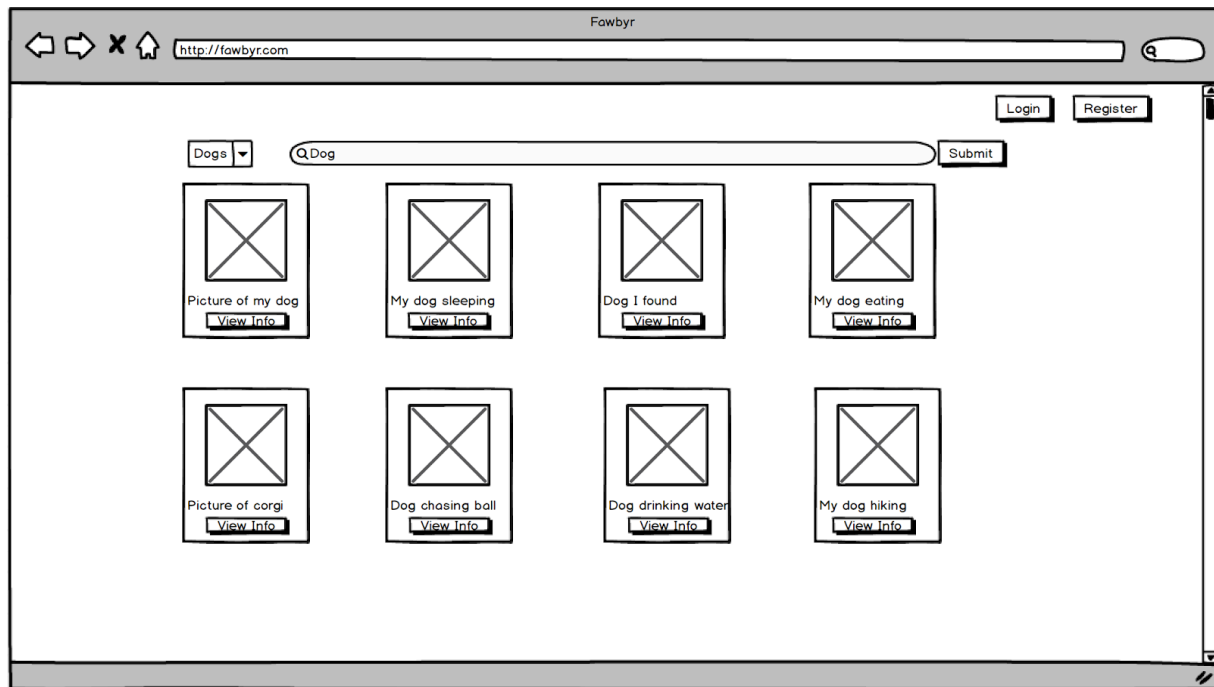 Fawbyr
http://fawbyr.com
Login Register
Dogs Dog Submit
Picture of my dog My dog sleeping Dog I found My dog eating
View Info View Info View Info View Info
Picture of corgi Dog chasing ball Dog drinking water My dog hiking
View Info View Info View Info View Info